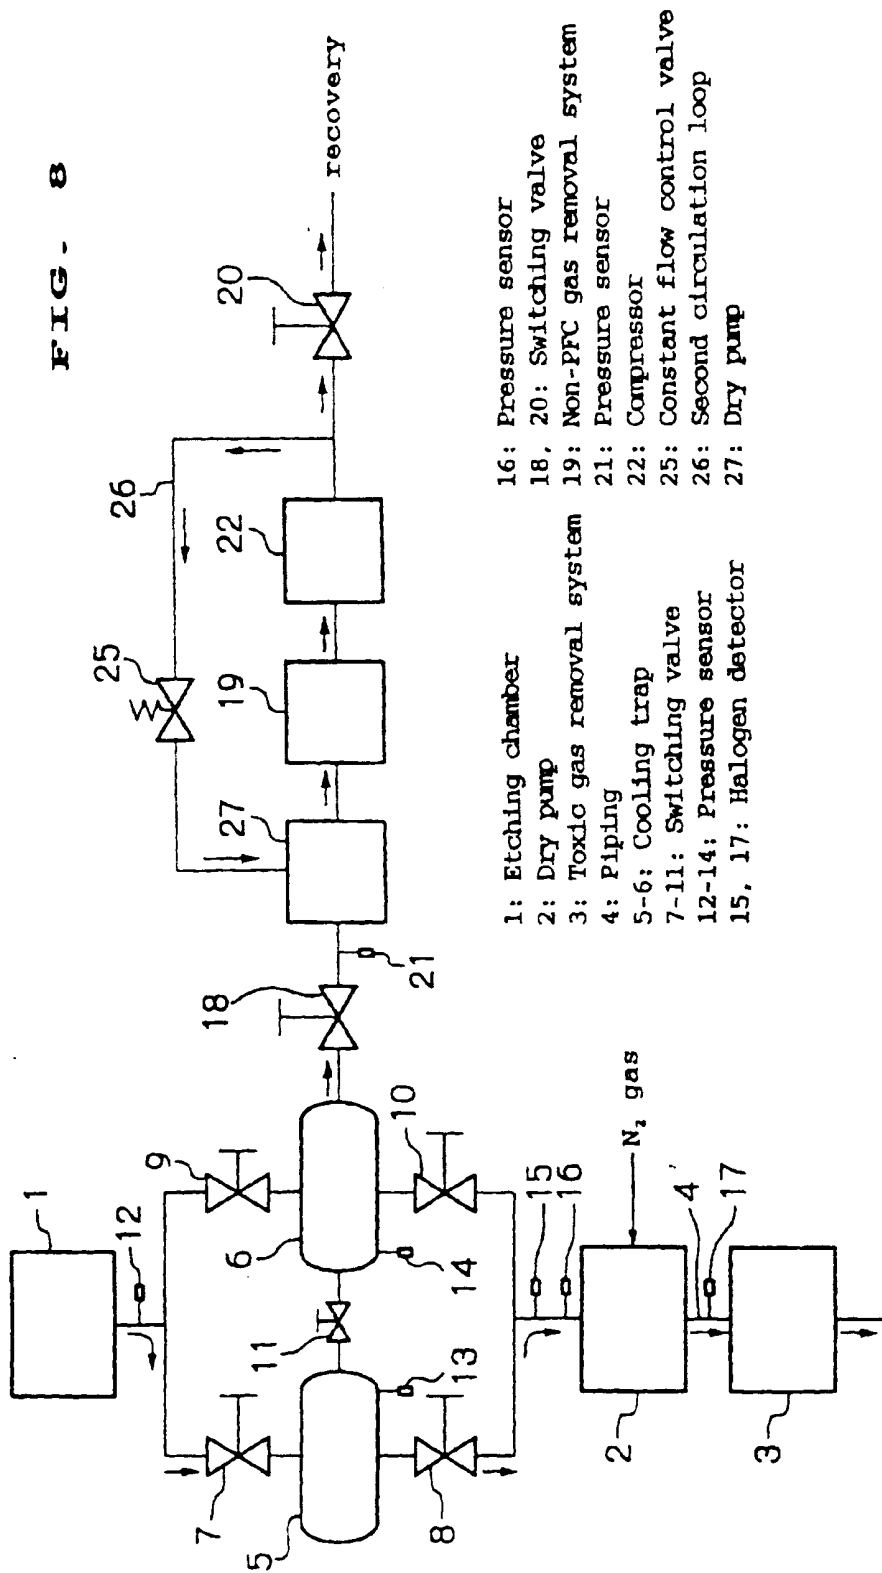 FIG. 8
1
12
9
7
5
6
11
8
10
13
14
15
16
N₂ gas
2
4
17
3
18
21
27
19
22
25
26
20
recovery
1: Etching chamber
2: Dry pump
3: Toxic gas removal system
4: Piping
5-6: Cooling trap
7-11: Switching valve
12-14: Pressure sensor
15, 17: Halogen detector
16: Pressure sensor
18, 20: Switching valve
19: Non-PFC gas removal system
21: Pressure sensor
22: Compressor
25: Constant flow control valve
26: Second circulation loop
27: Dry pump